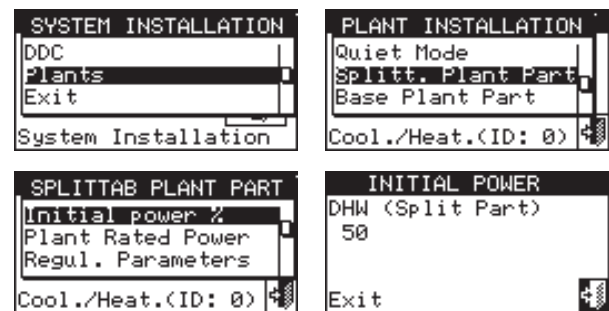 SYSTEM INSTALLATION
DDC
Plants
Exit
System Installation
PLANT INSTALLATION
Quiet Mode
Splitt. Plant Part
Base Plant Part
Cool./Heat.(ID: 0)
SPLITTAB PLANT PART
Initial power %
Plant Rated Power
Regul. Parameters
Cool./Heat.(ID: 0)
INITIAL POWER
DHW (Split Part)
50
Exit